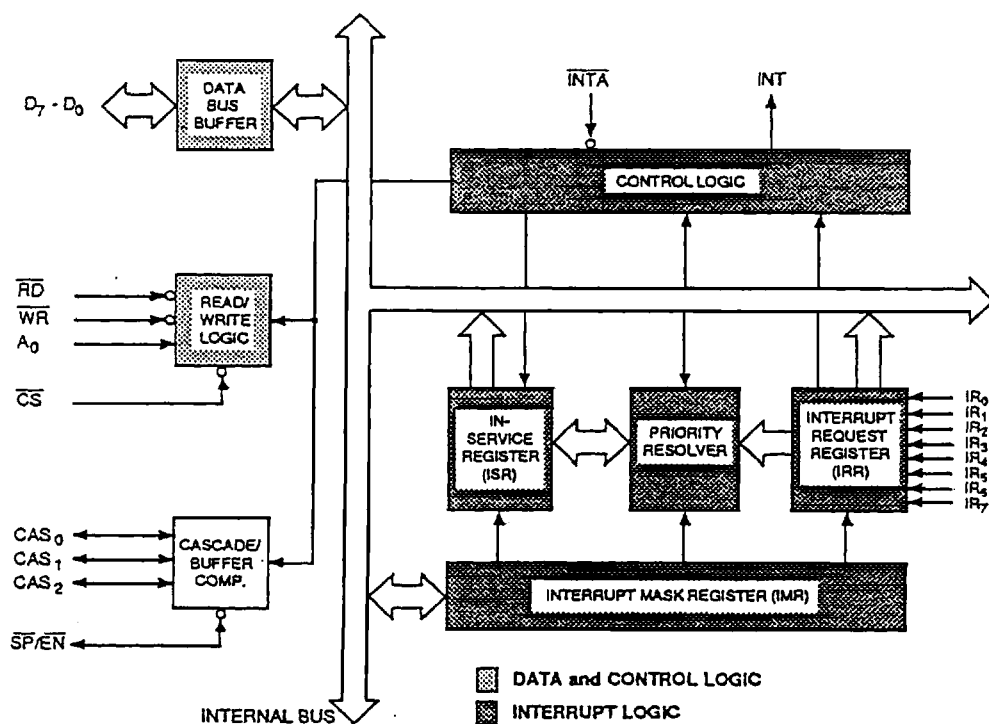 D7 - D0
DATA
BUS
BUFFER
INTA
INT
CONTROL LOGIC
RD
WR
A0
CS
READ/
WRITE
LOGIC
IN-
SERVICE
REGISTER
(ISR)
PRIORITY
RESOLVER
INTERRUPT
REQUEST
REGISTER
(IRR)
IR0
IR1
IR2
IR3
IR4
IR5
IR6
IR7
CAS0
CAS1
CAS2
CASCADE/
BUFFER
COMP.
SP/EN
INTERRUPT MASK REGISTER (IMR)
INTERNAL BUS
DATA and CONTROL LOGIC
INTERRUPT LOGIC